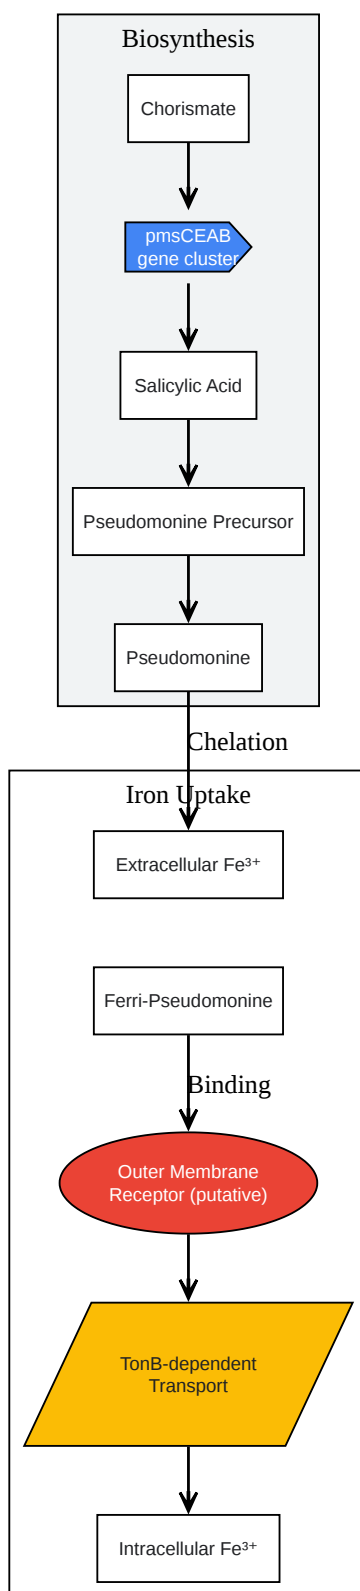 Biosynthesis
Chorismate
pmsCEAB
gene cluster
Salicylic Acid
Pseudomonine Precursor
Pseudomonine
Chelation
Iron Uptake
Extracellular Fe³⁺
Ferri-Pseudomonine
Binding
Outer Membrane
Receptor (putative)
TonB-dependent
Transport
Intracellular Fe³⁺